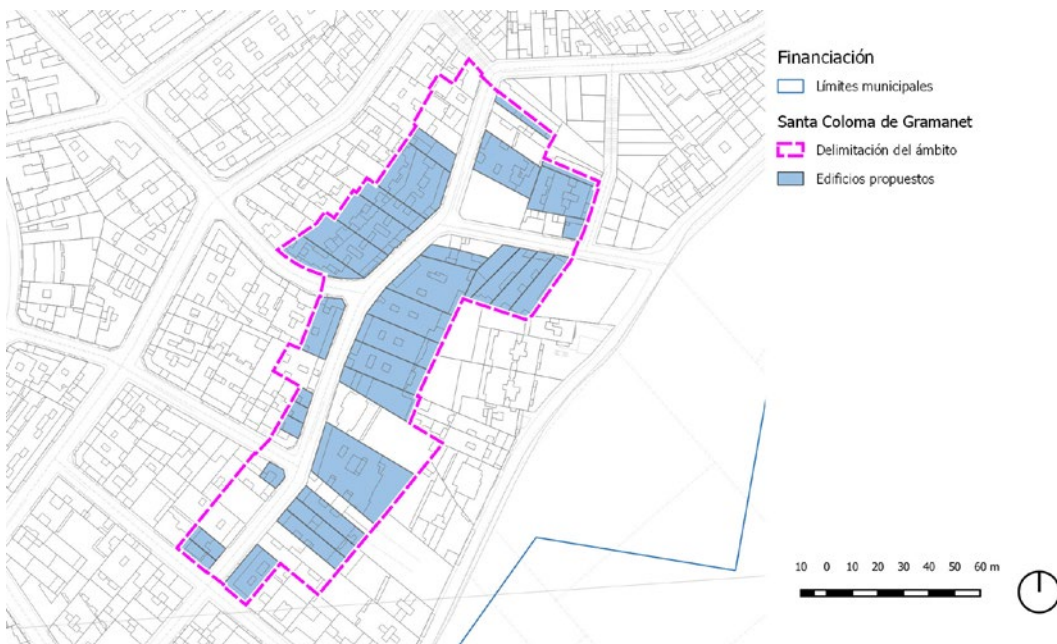 Financiación
Límites municipales
Santa Coloma de Gramanet
Delimitación del ámbito
Edificios propuestos
10 0 10 20 30 40 50 60 m